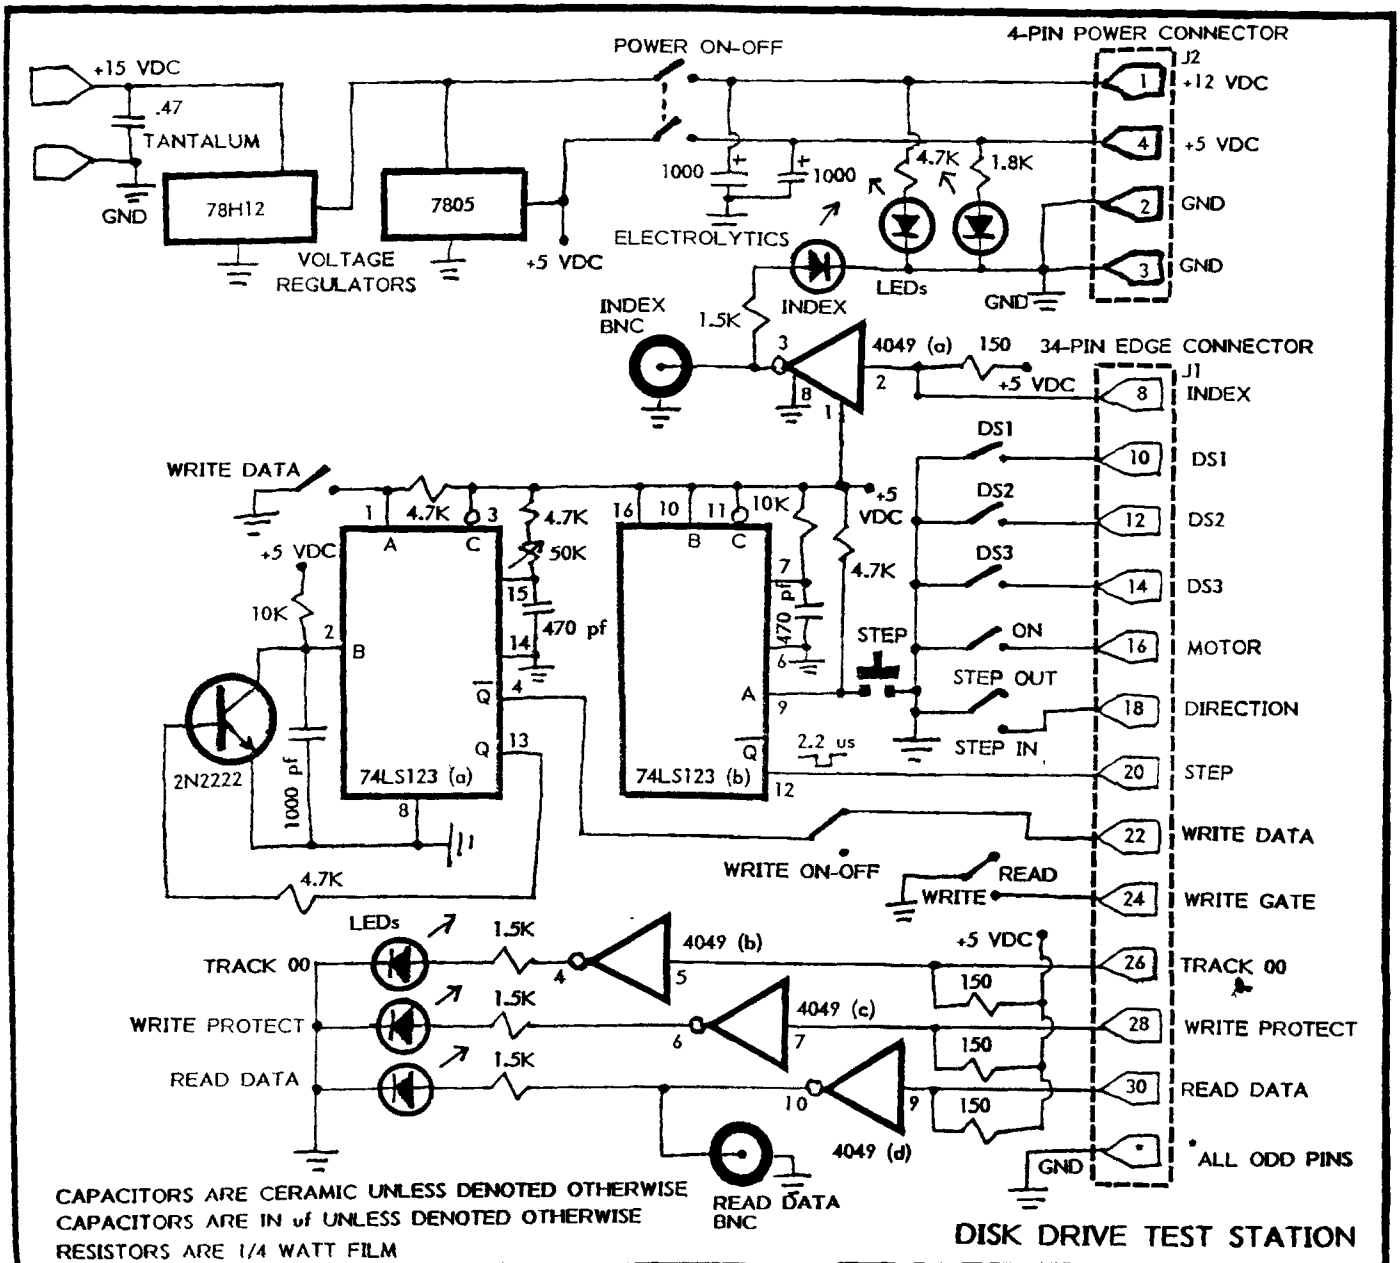 POWER ON-OFF
4-PIN POWER CONNECTOR
J2
+15 VDC
.47
TANTALUM
GND
78H12
7805
VOLTAGE
REGULATORS
+5 VDC
1000
+
+
1000
ELECTROLYTICS
4.7K
1.8K
LEDs
GND
1
+12 VDC
4
+5 VDC
2
GND
3
GND
INDEX
BNC
1.5K
INDEX
3
8
1
2
4049 (a)
150
+5 VDC
34-PIN EDGE CONNECTOR
J1
8
INDEX
DS1
10
DS1
DS2
12
DS2
DS3
14
DS3
ON
16
MOTOR
STEP OUT
STEP IN
18
DIRECTION
20
STEP
22
WRITE DATA
24
WRITE GATE
WRITE DATA
1
4.7K
3
A
C
4.7K
50K
15
470 pf
14
+5 VDC
10K
2
B
Q
4
Q
13
74LS123 (a)
8
2N2222
1000 pf
4.7K
16
10
11
10K
B
C
+5
VDC
4.7K
7
470 pf
6
STEP
A
9
Q
2.2 us
12
74LS123 (b)
WRITE ON-OFF
READ
WRITE
LEDs
TRACK 00
1.5K
4
4049 (b)
5
+5 VDC
150
26
TRACK 00
WRITE PROTECT
1.5K
6
4049 (c)
7
150
28
WRITE PROTECT
READ DATA
1.5K
10
9
4049 (d)
150
30
READ DATA
READ DATA
BNC
GND
*
*ALL ODD PINS
CAPACITORS ARE CERAMIC UNLESS DENOTED OTHERWISE
CAPACITORS ARE IN uf UNLESS DENOTED OTHERWISE
RESISTORS ARE 1/4 WATT FILM
DISK DRIVE TEST STATION